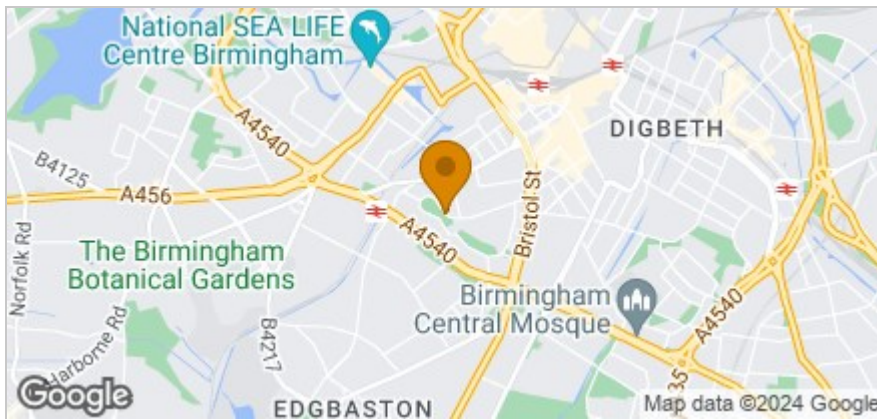 National SEA LIFE
Centre Birmingham
DIGBETH
A4540
B4125
A456
Bristol St
Norfolk Rd
The Birmingham
Botanical Gardens
A4540
Birmingham
Central Mosque
A4540
Harborne Rd
B4217
EDGBASTON
35
Google
Map data ©2024 Google